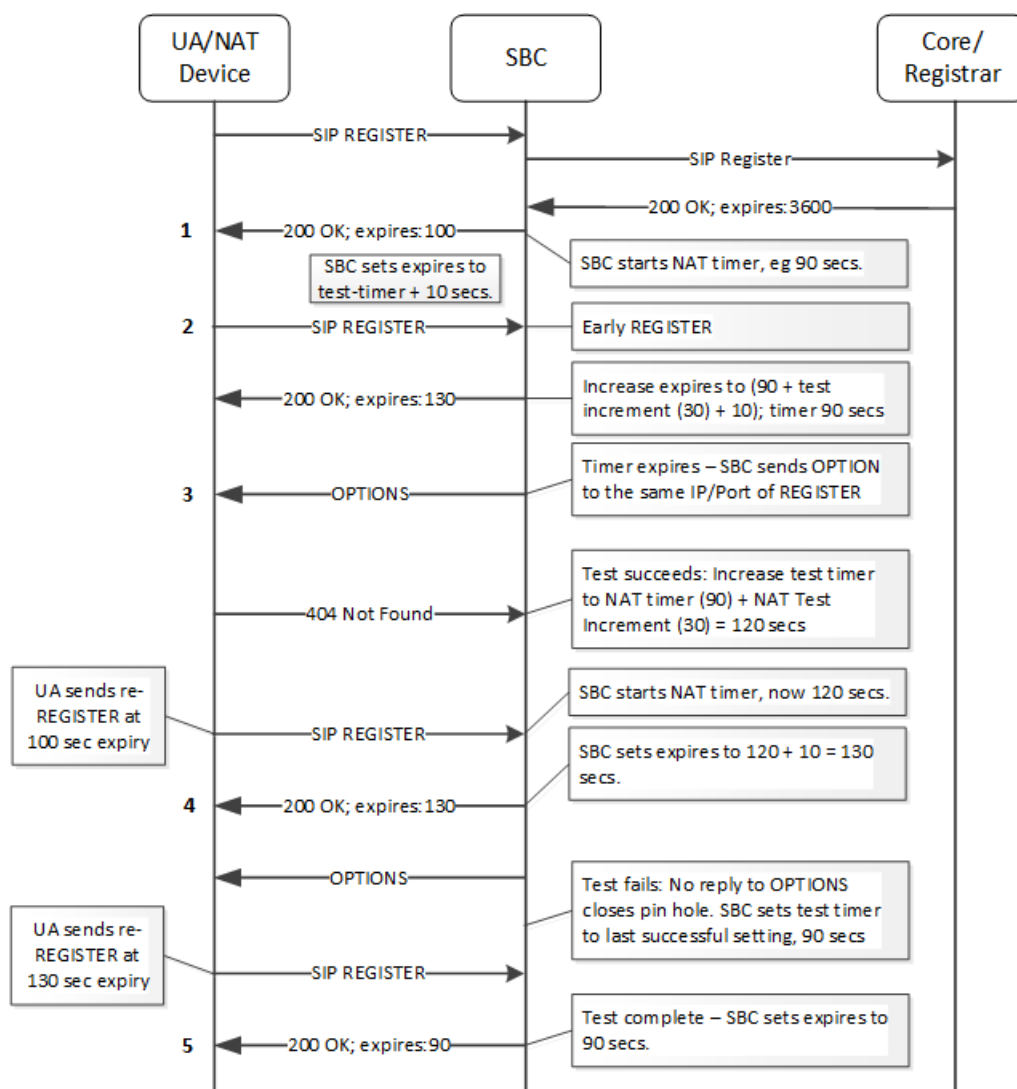 UA/NAT
Device
SBC
Core/
Registrar
SIP REGISTER
SIP Register
200 OK; expires:3600
1
200 OK; expires:100
SBC starts NAT timer, eg 90 secs.
SBC sets expires to
test-timer + 10 secs.
2
SIP REGISTER
Early REGISTER
200 OK; expires:130
Increase expires to (90 + test
increment (30) + 10); timer 90 secs
3
OPTIONS
Timer expires – SBC sends OPTION
to the same IP/Port of REGISTER
404 Not Found
Test succeeds: Increase test timer
to NAT timer (90) + NAT Test
Increment (30) = 120 secs
UA sends re-
REGISTER at
100 sec expiry
SBC starts NAT timer, now 120 secs.
SIP REGISTER
SBC sets expires to 120 + 10 = 130
secs.
4
200 OK; expires:130
OPTIONS
Test fails: No reply to OPTIONS
closes pin hole. SBC sets test timer
to last successful setting, 90 secs
UA sends re-
REGISTER at
130 sec expiry
SIP REGISTER
5
200 OK; expires:90
Test complete – SBC sets expires to
90 secs.